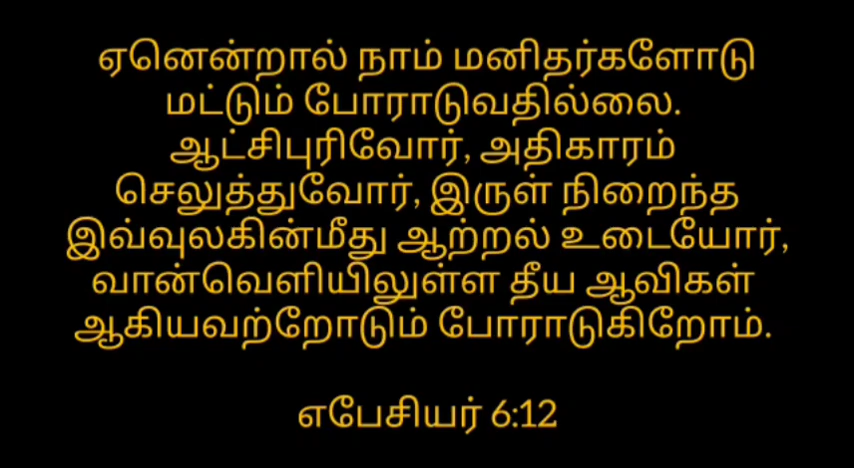 ஏனென்றால் நாம் மனிதர்களோடு
மட்டும் போராடுவதில்லை.
ஆட்சிபுரிவோர், அதிகாரம்
செலுத்துவோர், இருள் நிறைந்த
இவ்வுலகின்மீது ஆற்றல் உடையோர்,
வான்வெளியிலுள்ள தீய ஆவிகள்
ஆகியவற்றோடும் போராடுகிறோம்.
எபேசியர் 6:12